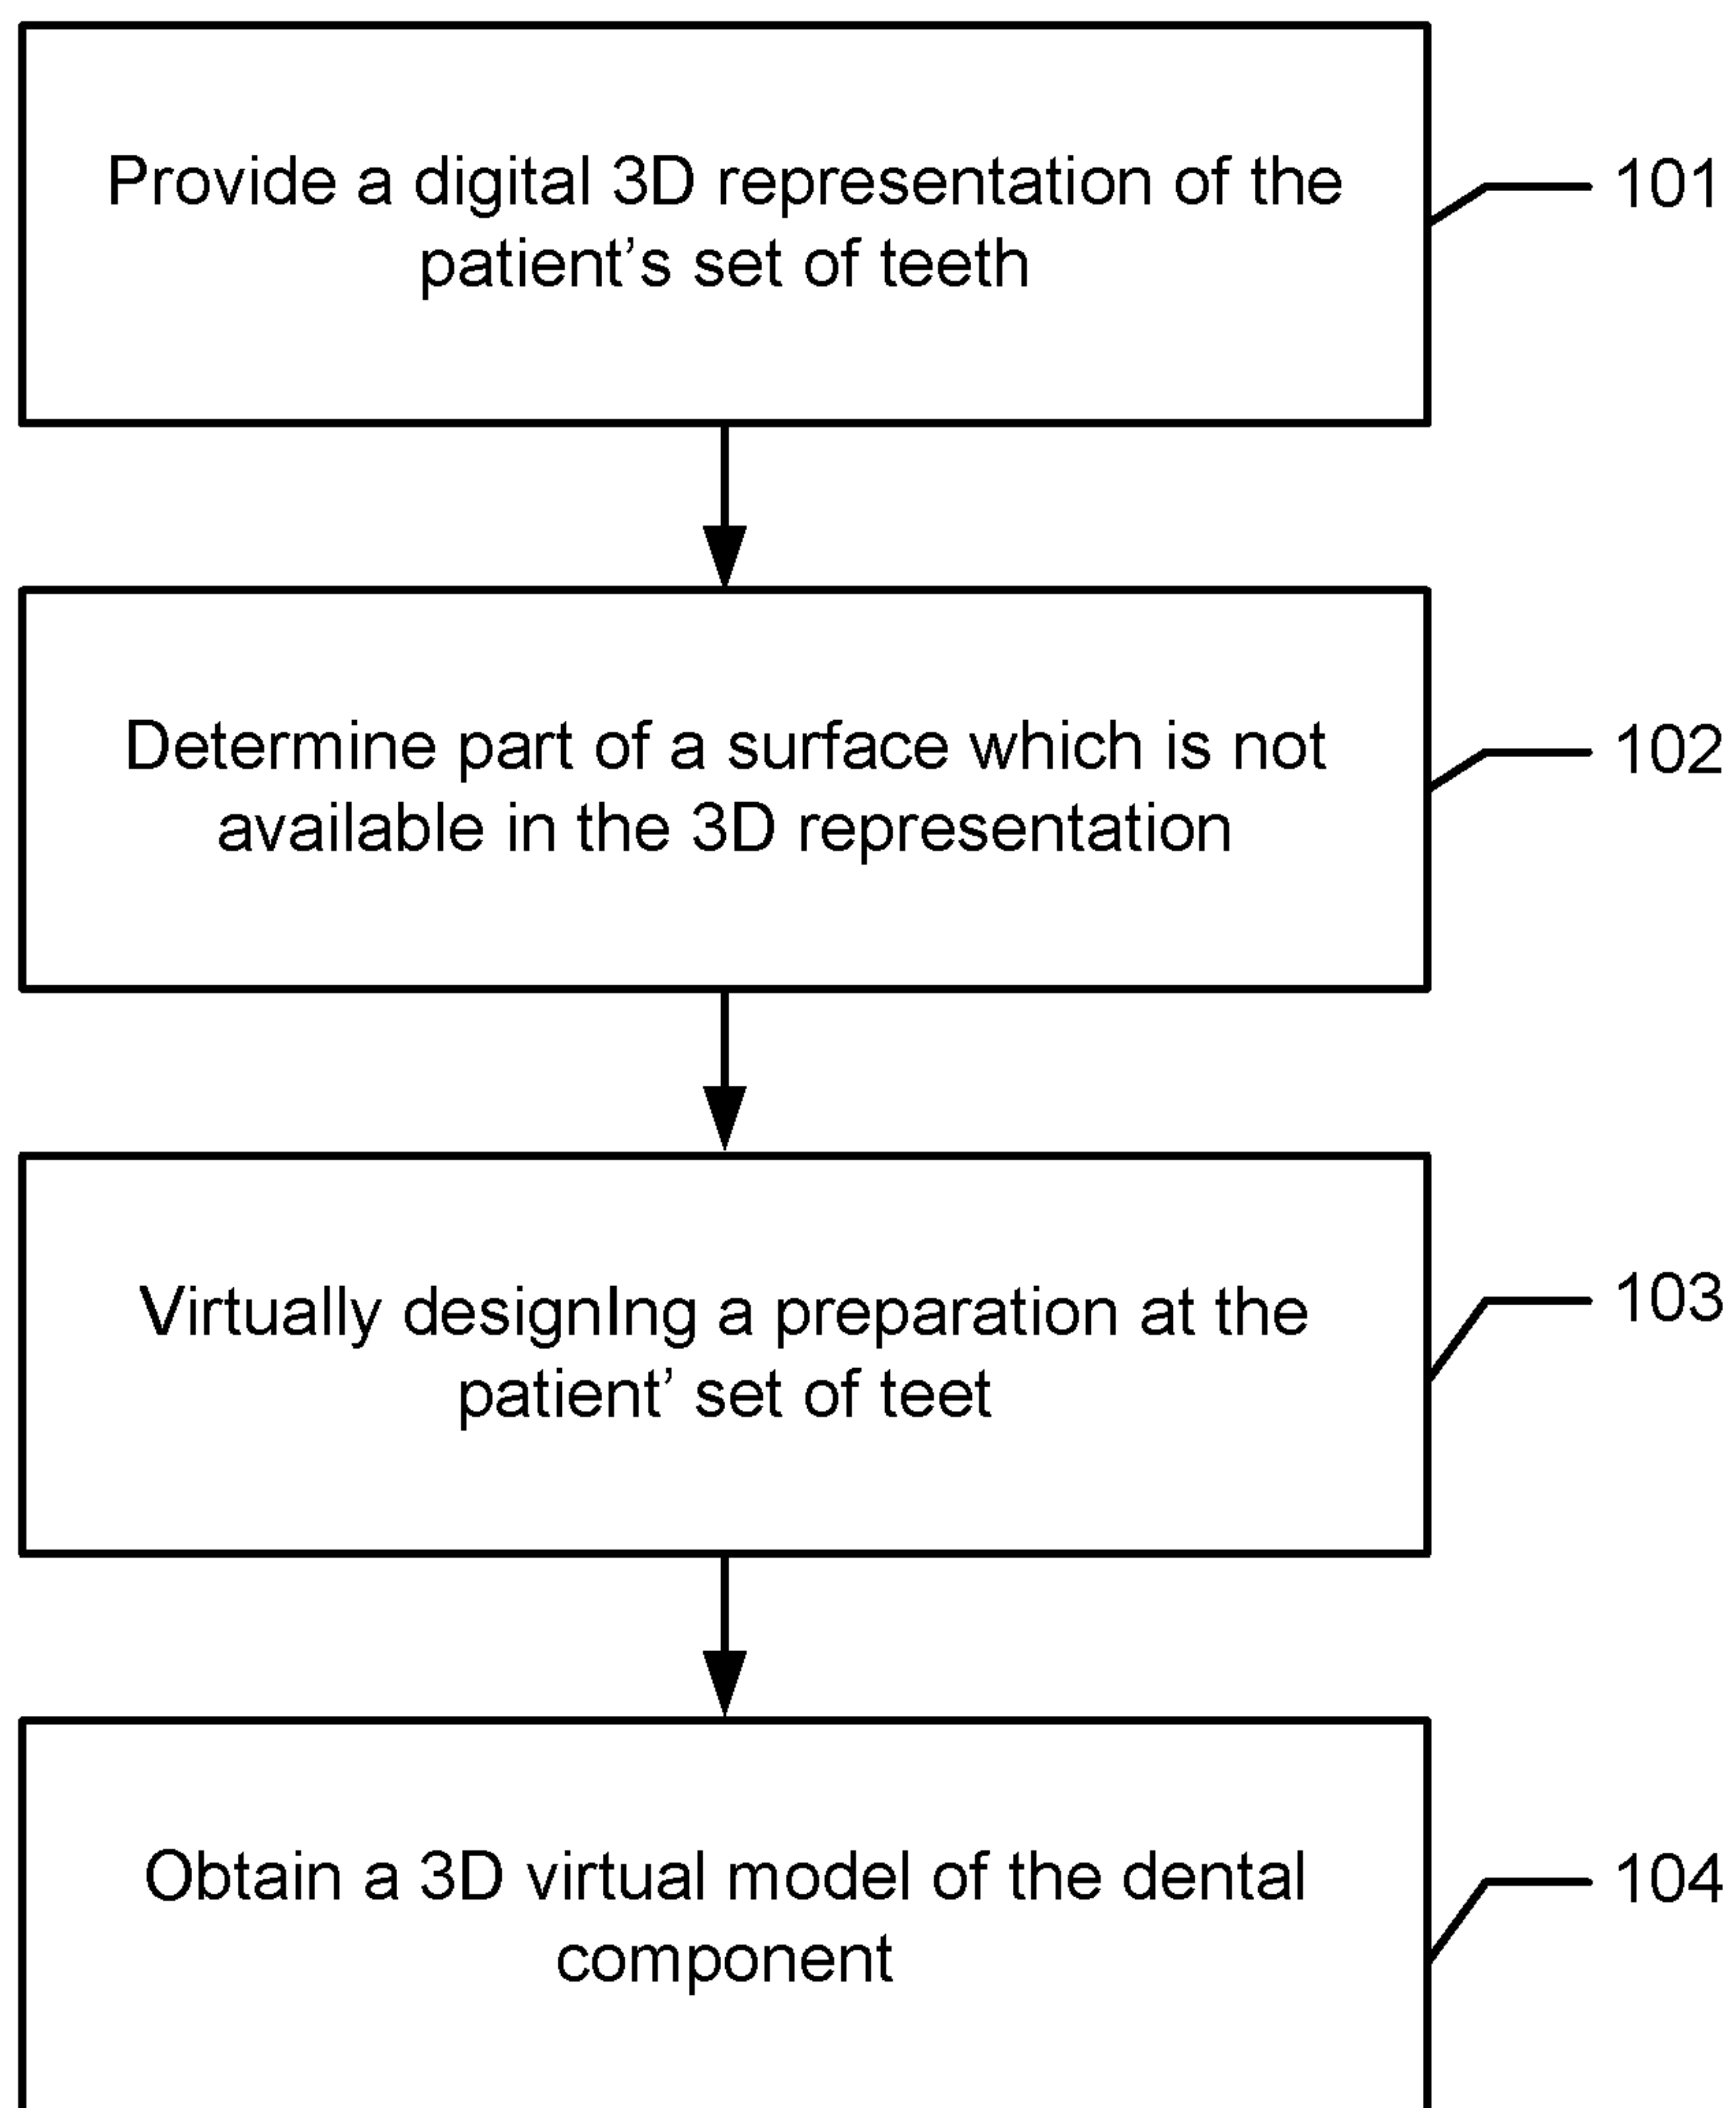 Provide a digital 3D representation of the
patient’s set of teeth
101
Determine part of a surface which is not
available in the 3D representation
102
Virtually designIng a preparation at the
patient’ set of teet
103
Obtain a 3D virtual model of the dental
component
104